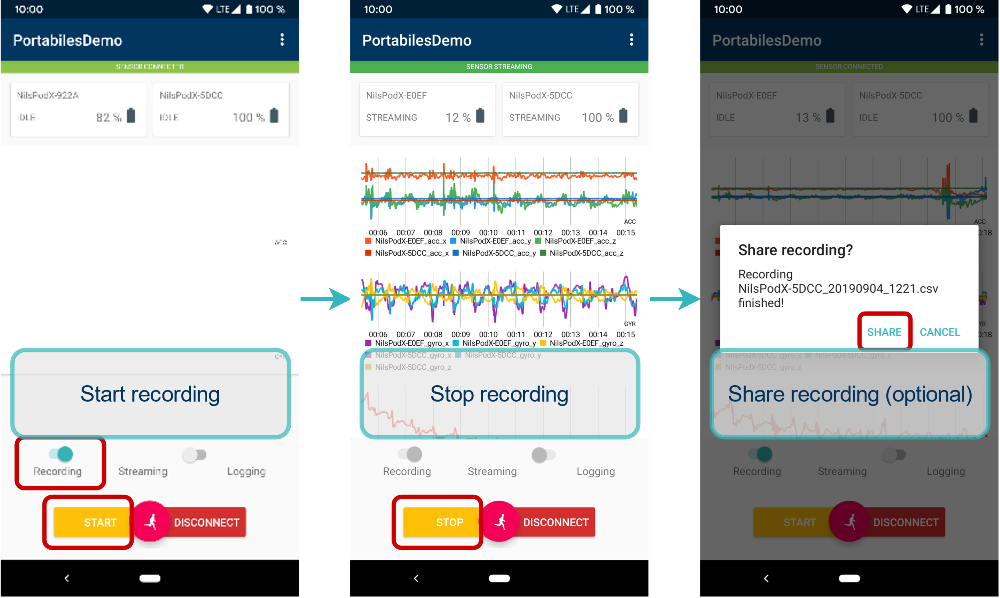 10:00 LTE 100 %
PortabilesDemo
SENSOR CONNECTED
NilsPodX-922A NilsPodX-5DCC
IDLE 82 % IDLE 100 %
ACC
Start recording
Recording Streaming Logging
START DISCONNECT
10:00 LTE 100 %
PortabilesDemo
SENSOR STREAMING
NilsPodX-E0EF NilsPodX-5DCC
STREAMING 12 % STREAMING 100 %
ACC
00:06 00:07 00:08 00:09 00:10 00:11 00:12 00:13 00:14 00:15
NilsPodX-E0EF_acc_x NilsPodX-E0EF_acc_y NilsPodX-E0EF_acc_z
NilsPodX-5DCC_acc_x NilsPodX-5DCC_acc_y NilsPodX-5DCC_acc_z
GYR
00:06 00:07 00:08 00:09 00:10 00:11 00:12 00:13 00:14 00:15
NilsPodX-E0EF_gyro_x NilsPodX-E0EF_gyro_y NilsPodX-E0EF_gyro_z
NilsPodX-5DCC_gyro_x NilsPodX-5DCC_gyro_y
NilsPodX-5DCC_gyro_z
Stop recording
Recording Streaming Logging
STOP DISCONNECT
10:00 LTE 100 %
PortabilesDemo
SENSOR CONNECTED
NilsPodX-E0EF NilsPodX-5DCC
IDLE 13 % IDLE 100 %
ACC
0:18
Share recording?
Recording
NilsPodX-5DCC_20190904_1221.csv
finished!
YR
SHARE CANCEL
0:18
NilsPodX-5DCC_gyro_x NilsPodX-5DCC_gyro_y
NilsPodX-5DCC_gyro_z
Share recording (optional)
Recording Streaming Logging
START DISCONNECT